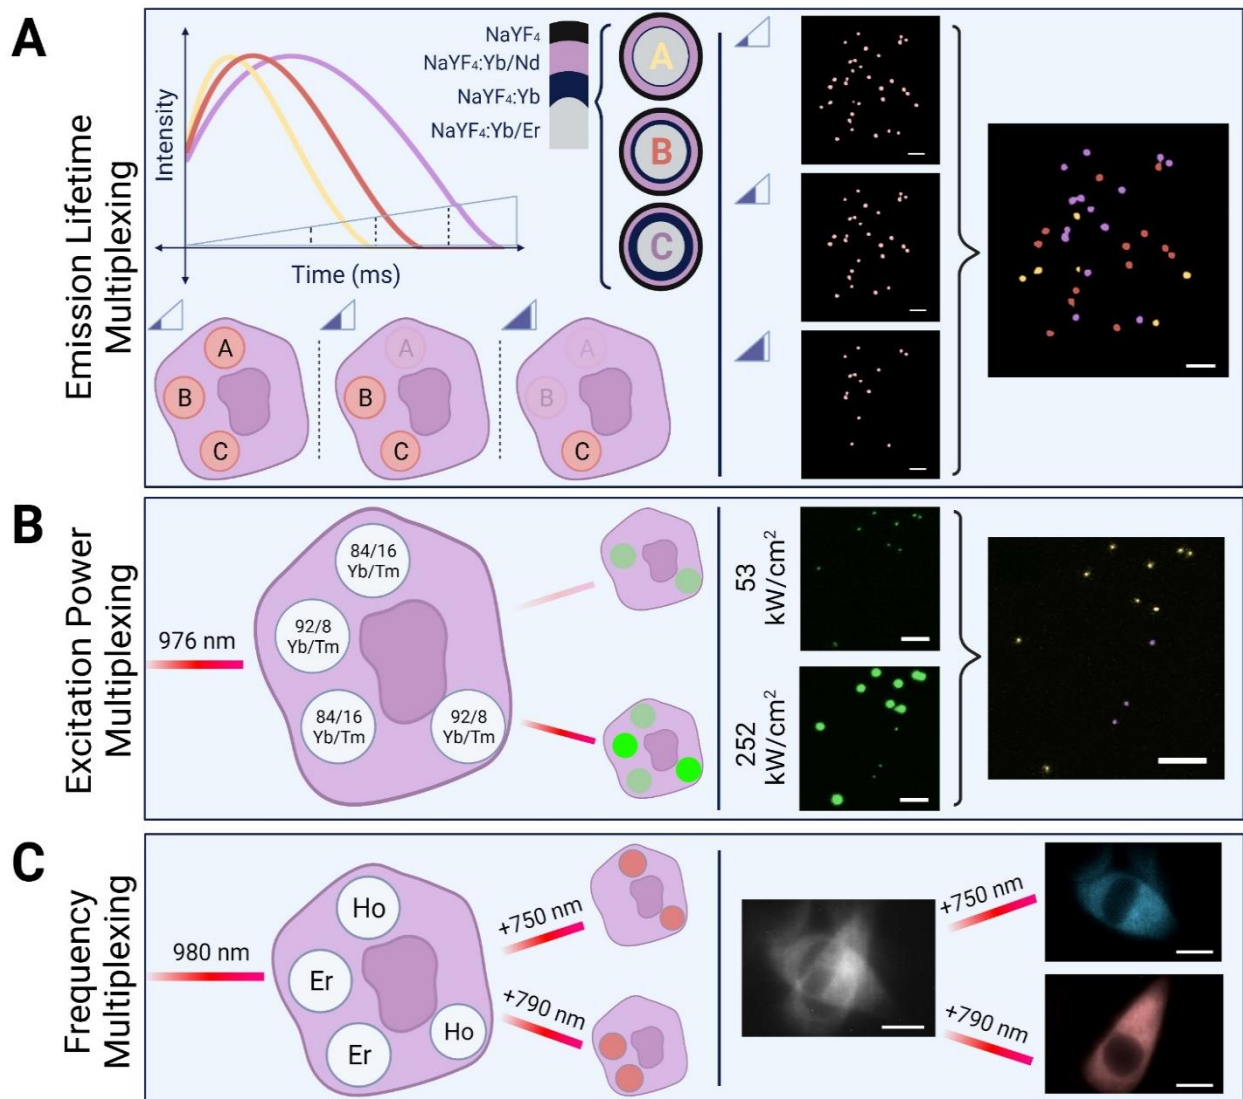 A
Emission Lifetime
Multiplexing
Intensity
Time (ms)
NaYF₄
NaYF₄:Yb/Nd
NaYF₄:Yb
NaYF₄:Yb/Er
A
B
C
A
B
C
A
B
C
A
B
C
B
Excitation Power
Multiplexing
976 nm
84/16
Yb/Tm
92/8
Yb/Tm
84/16
Yb/Tm
92/8
Yb/Tm
53
kW/cm²
252
kW/cm²
C
Frequency
Multiplexing
980 nm
Ho
Er
Er
Ho
+750 nm
+790 nm
+750 nm
+790 nm